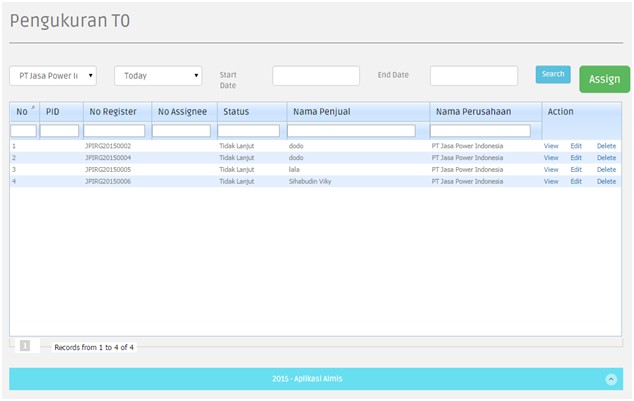 Pengukuran T0
PT Jasa Power I Today Start Date End Date Search Assign
No PID No Register No Assignee Status Nama Penjual Nama Perusahaan Action
1 JPIRG20150002 Tidak Lanjut dodo PT Jasa Power Indonesia View Edit Delete
2 JPIRG20150004 Tidak Lanjut dodo PT Jasa Power Indonesia View Edit Delete
3 JPIRG20150005 Tidak Lanjut lala PT Jasa Power Indonesia View Edit Delete
4 JPIRG20150006 Tidak Lanjut Sihabudin Viky PT Jasa Power Indonesia View Edit Delete
1 Records from 1 to 4 of 4
2015 - Aplikasi Almis